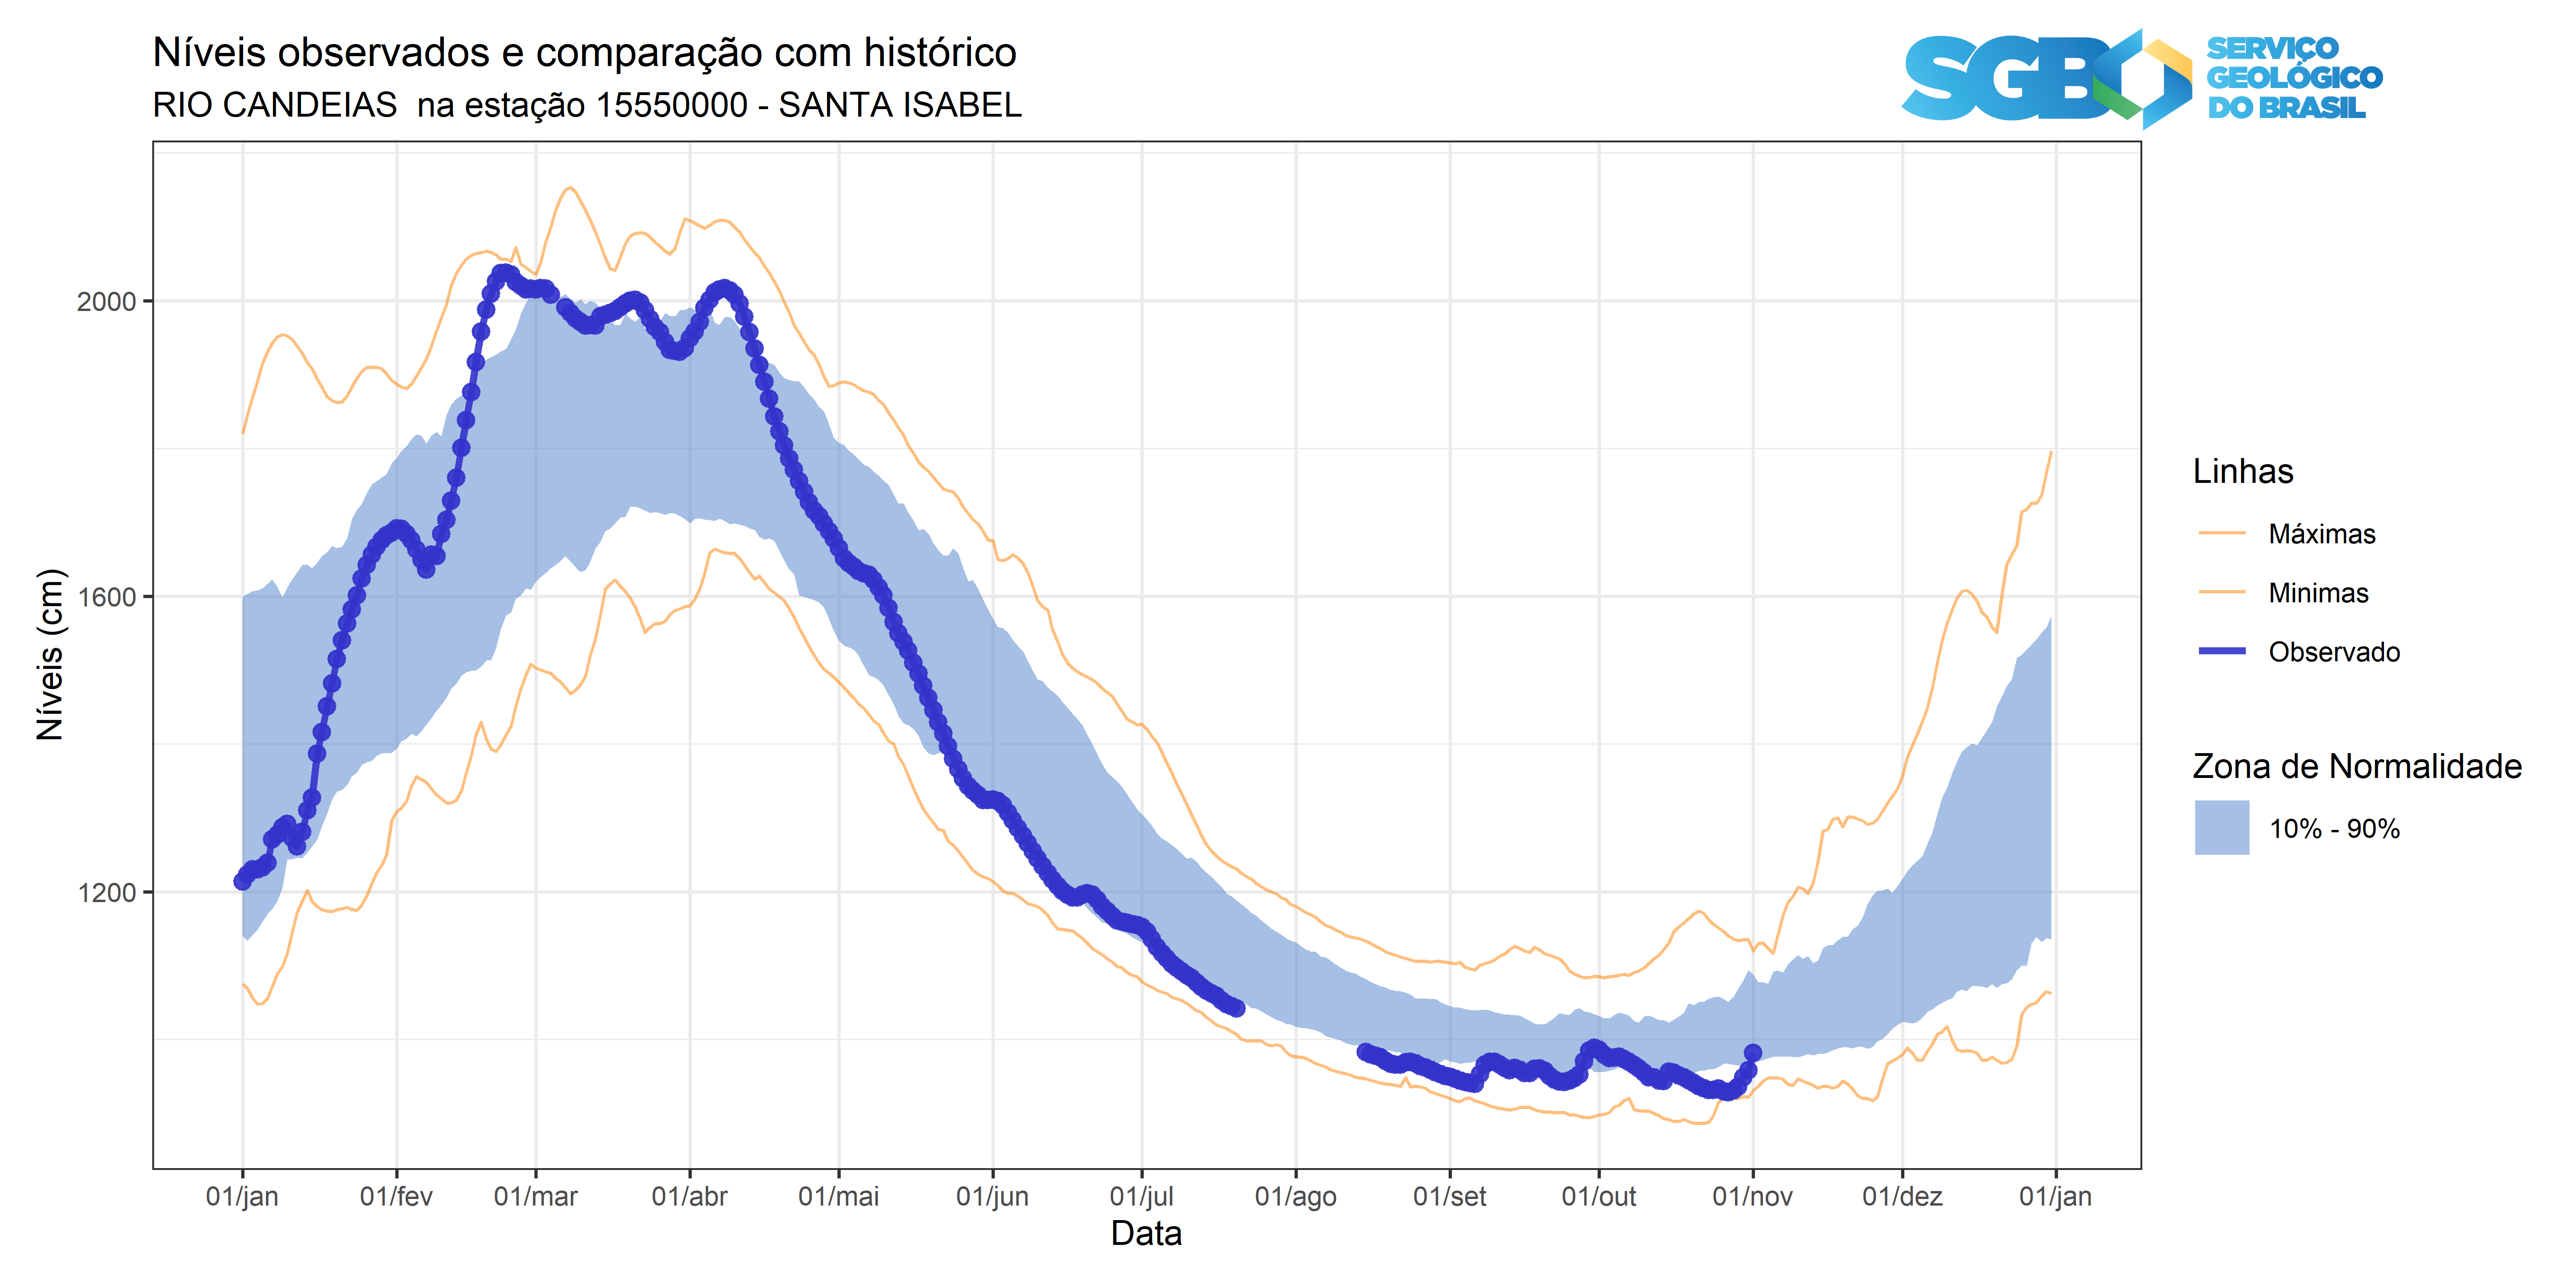 Níveis observados e comparação com histórico
RIO CANDEIAS na estação 15550000 - SANTA ISABEL
SGB
SERVIÇO
GEOLÓGICO
DO BRASIL
Níveis (cm)
2000
1600
1200
01/jan
01/fev
01/mar
01/abr
01/mai
01/jun
01/jul
01/ago
01/set
01/out
01/nov
01/dez
01/jan
Data
Linhas
Máximas
Minimas
Observado
Zona de Normalidade
10% - 90%